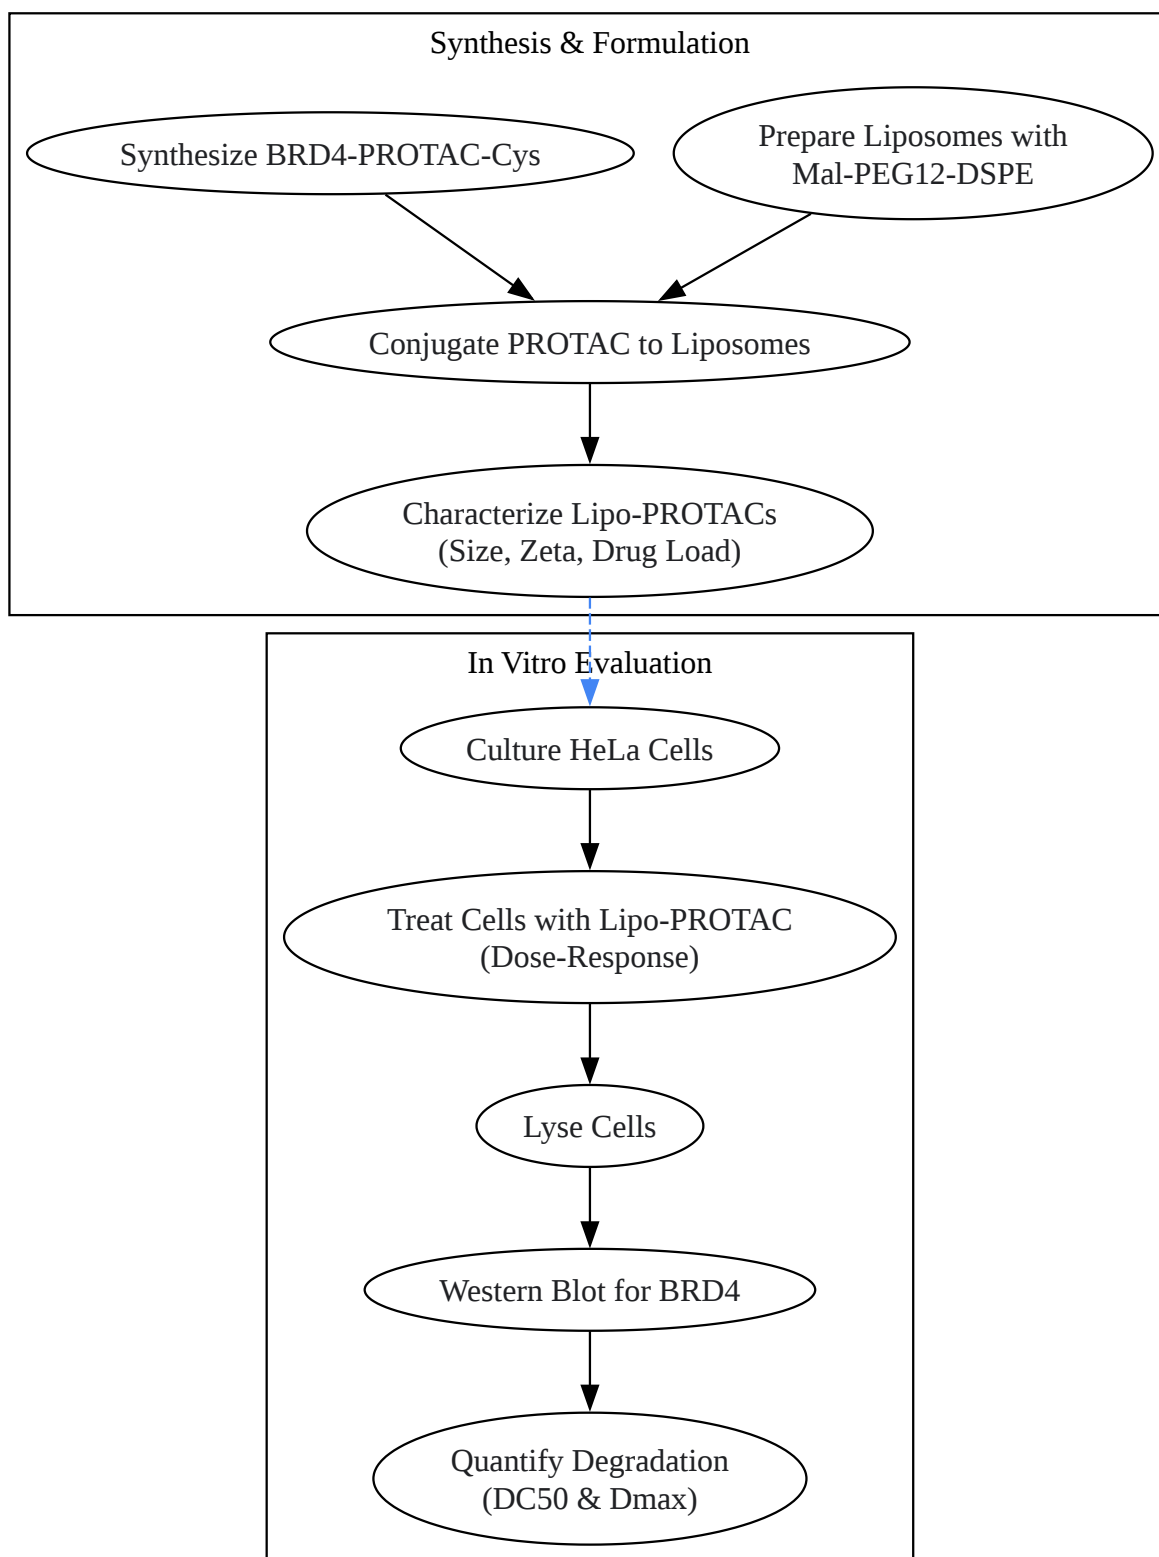 Synthesis & Formulation
Synthesize BRD4-PROTAC-Cys
Prepare Liposomes with
Mal-PEG12-DSPE
Conjugate PROTAC to Liposomes
Characterize Lipo-PROTACs
(Size, Zeta, Drug Load)
In Vitro Evaluation
Culture HeLa Cells
Treat Cells with Lipo-PROTAC
(Dose-Response)
Lyse Cells
Western Blot for BRD4
Quantify Degradation
(DC50 & Dmax)